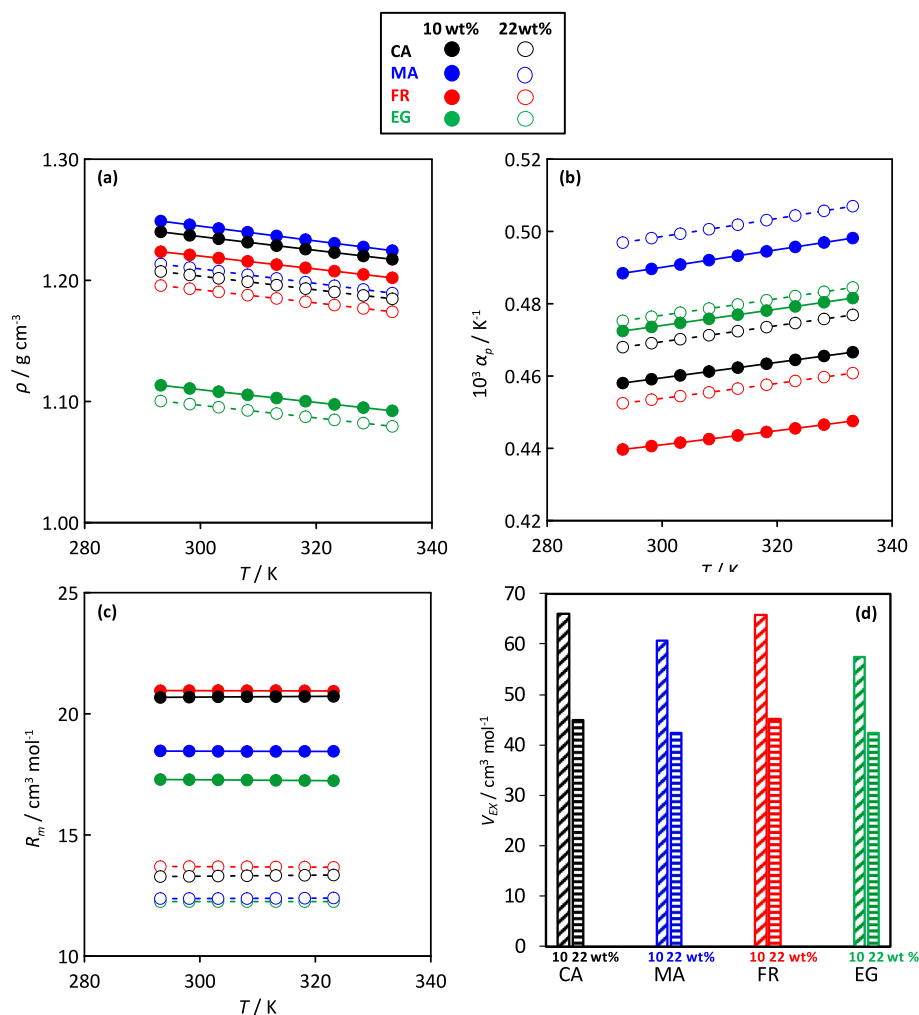 10 wt% 22wt%
CA
MA
FR
EG
(a)
1.30
1.20
1.10
1.00
ρ / g cm⁻³
280 300 320 340
T / K
(b)
0.52
0.50
0.48
0.46
0.44
0.42
10³ αₚ / K⁻¹
280 300 320 340
T / K
(c)
25
20
15
10
Rₘ / cm³ mol⁻¹
280 300 320 340
T / K
(d)
70
60
50
40
30
20
10
0
V_EX / cm³ mol⁻¹
10 22 wt% 10 22 wt% 10 22 wt% 10 22 wt %
CA MA FR EG